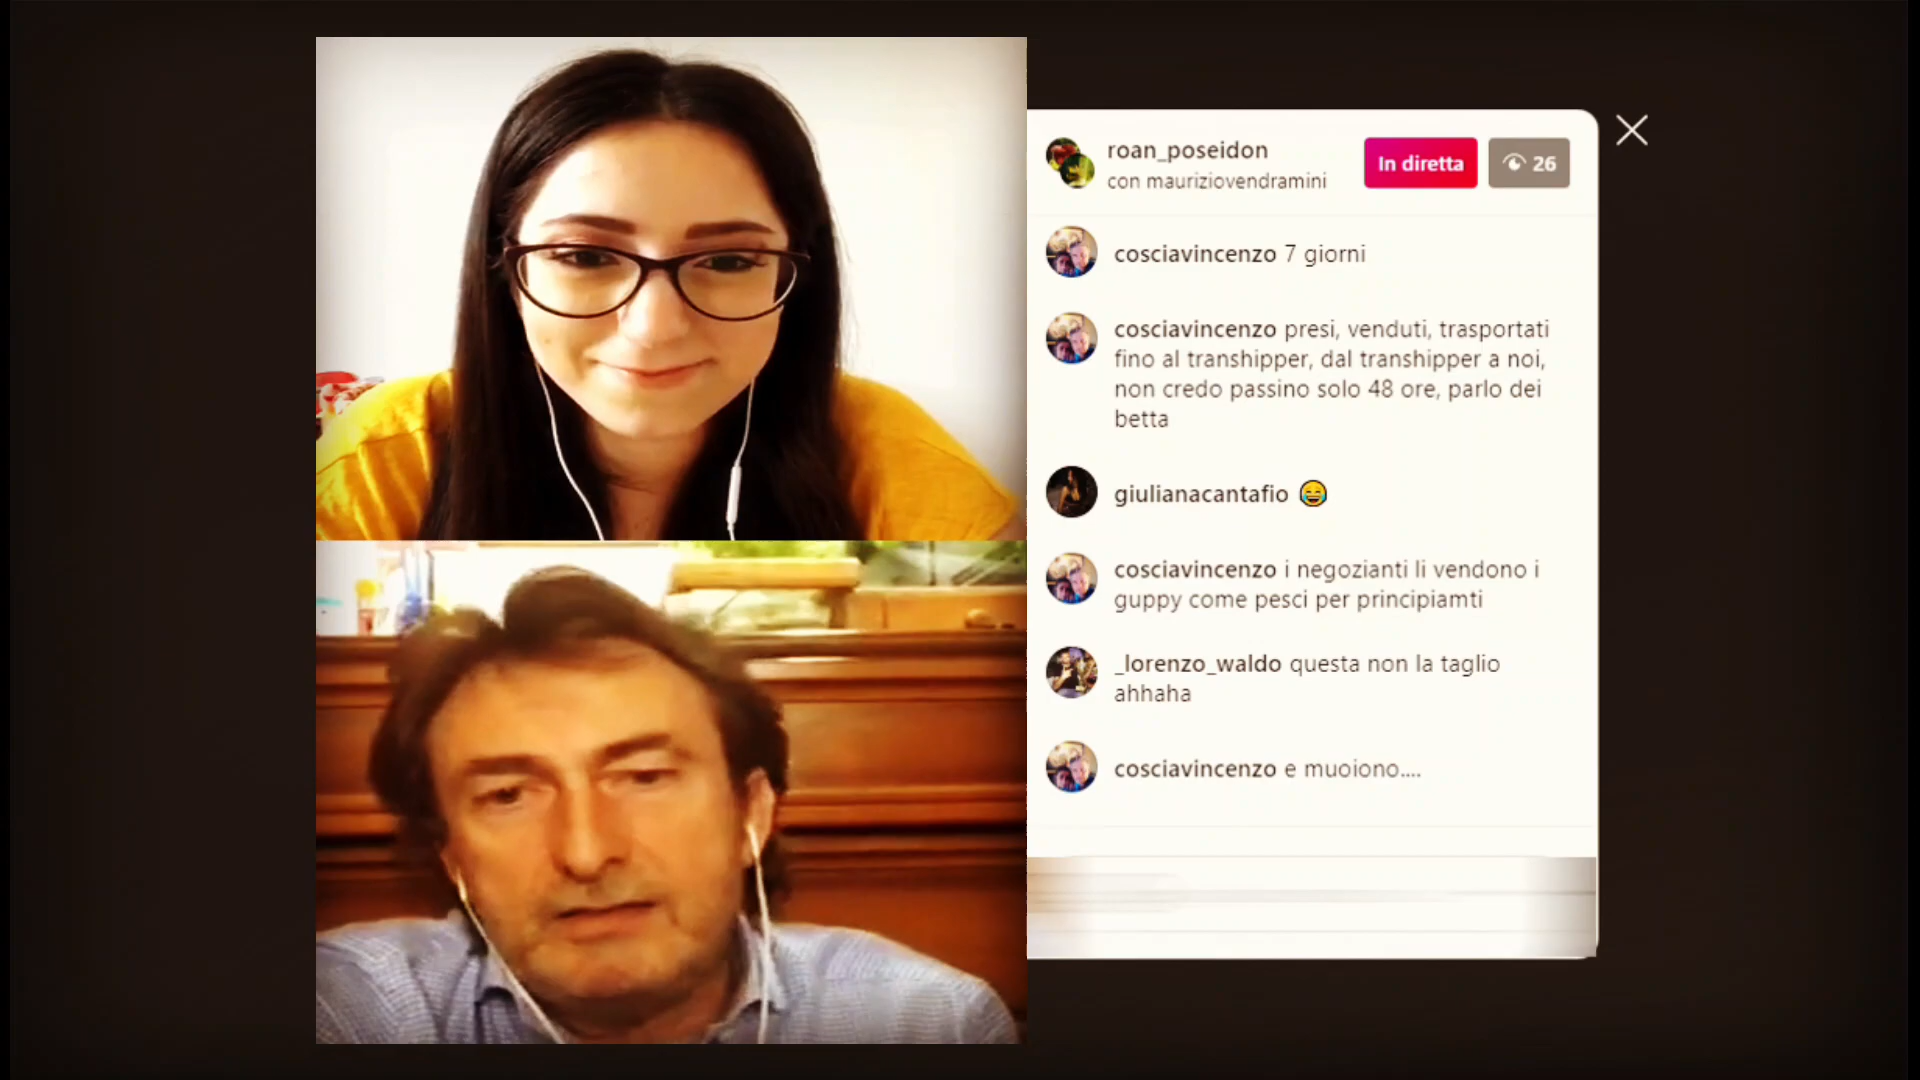 roan_poseidon
con mauriziovendramini
In diretta
26
cosciavincenzo 7 giorni
cosciavincenzo presi, venduti, trasportati
fino al transhipper, dal transhipper a noi,
non credo passino solo 48 ore, parlo dei
betta
giulianacantafio 😂
cosciavincenzo i negozianti li vendono i
guppy come pesci per principiamti
_lorenzo_waldo questa non la taglio
ahhaha
cosciavincenzo e muoiono....